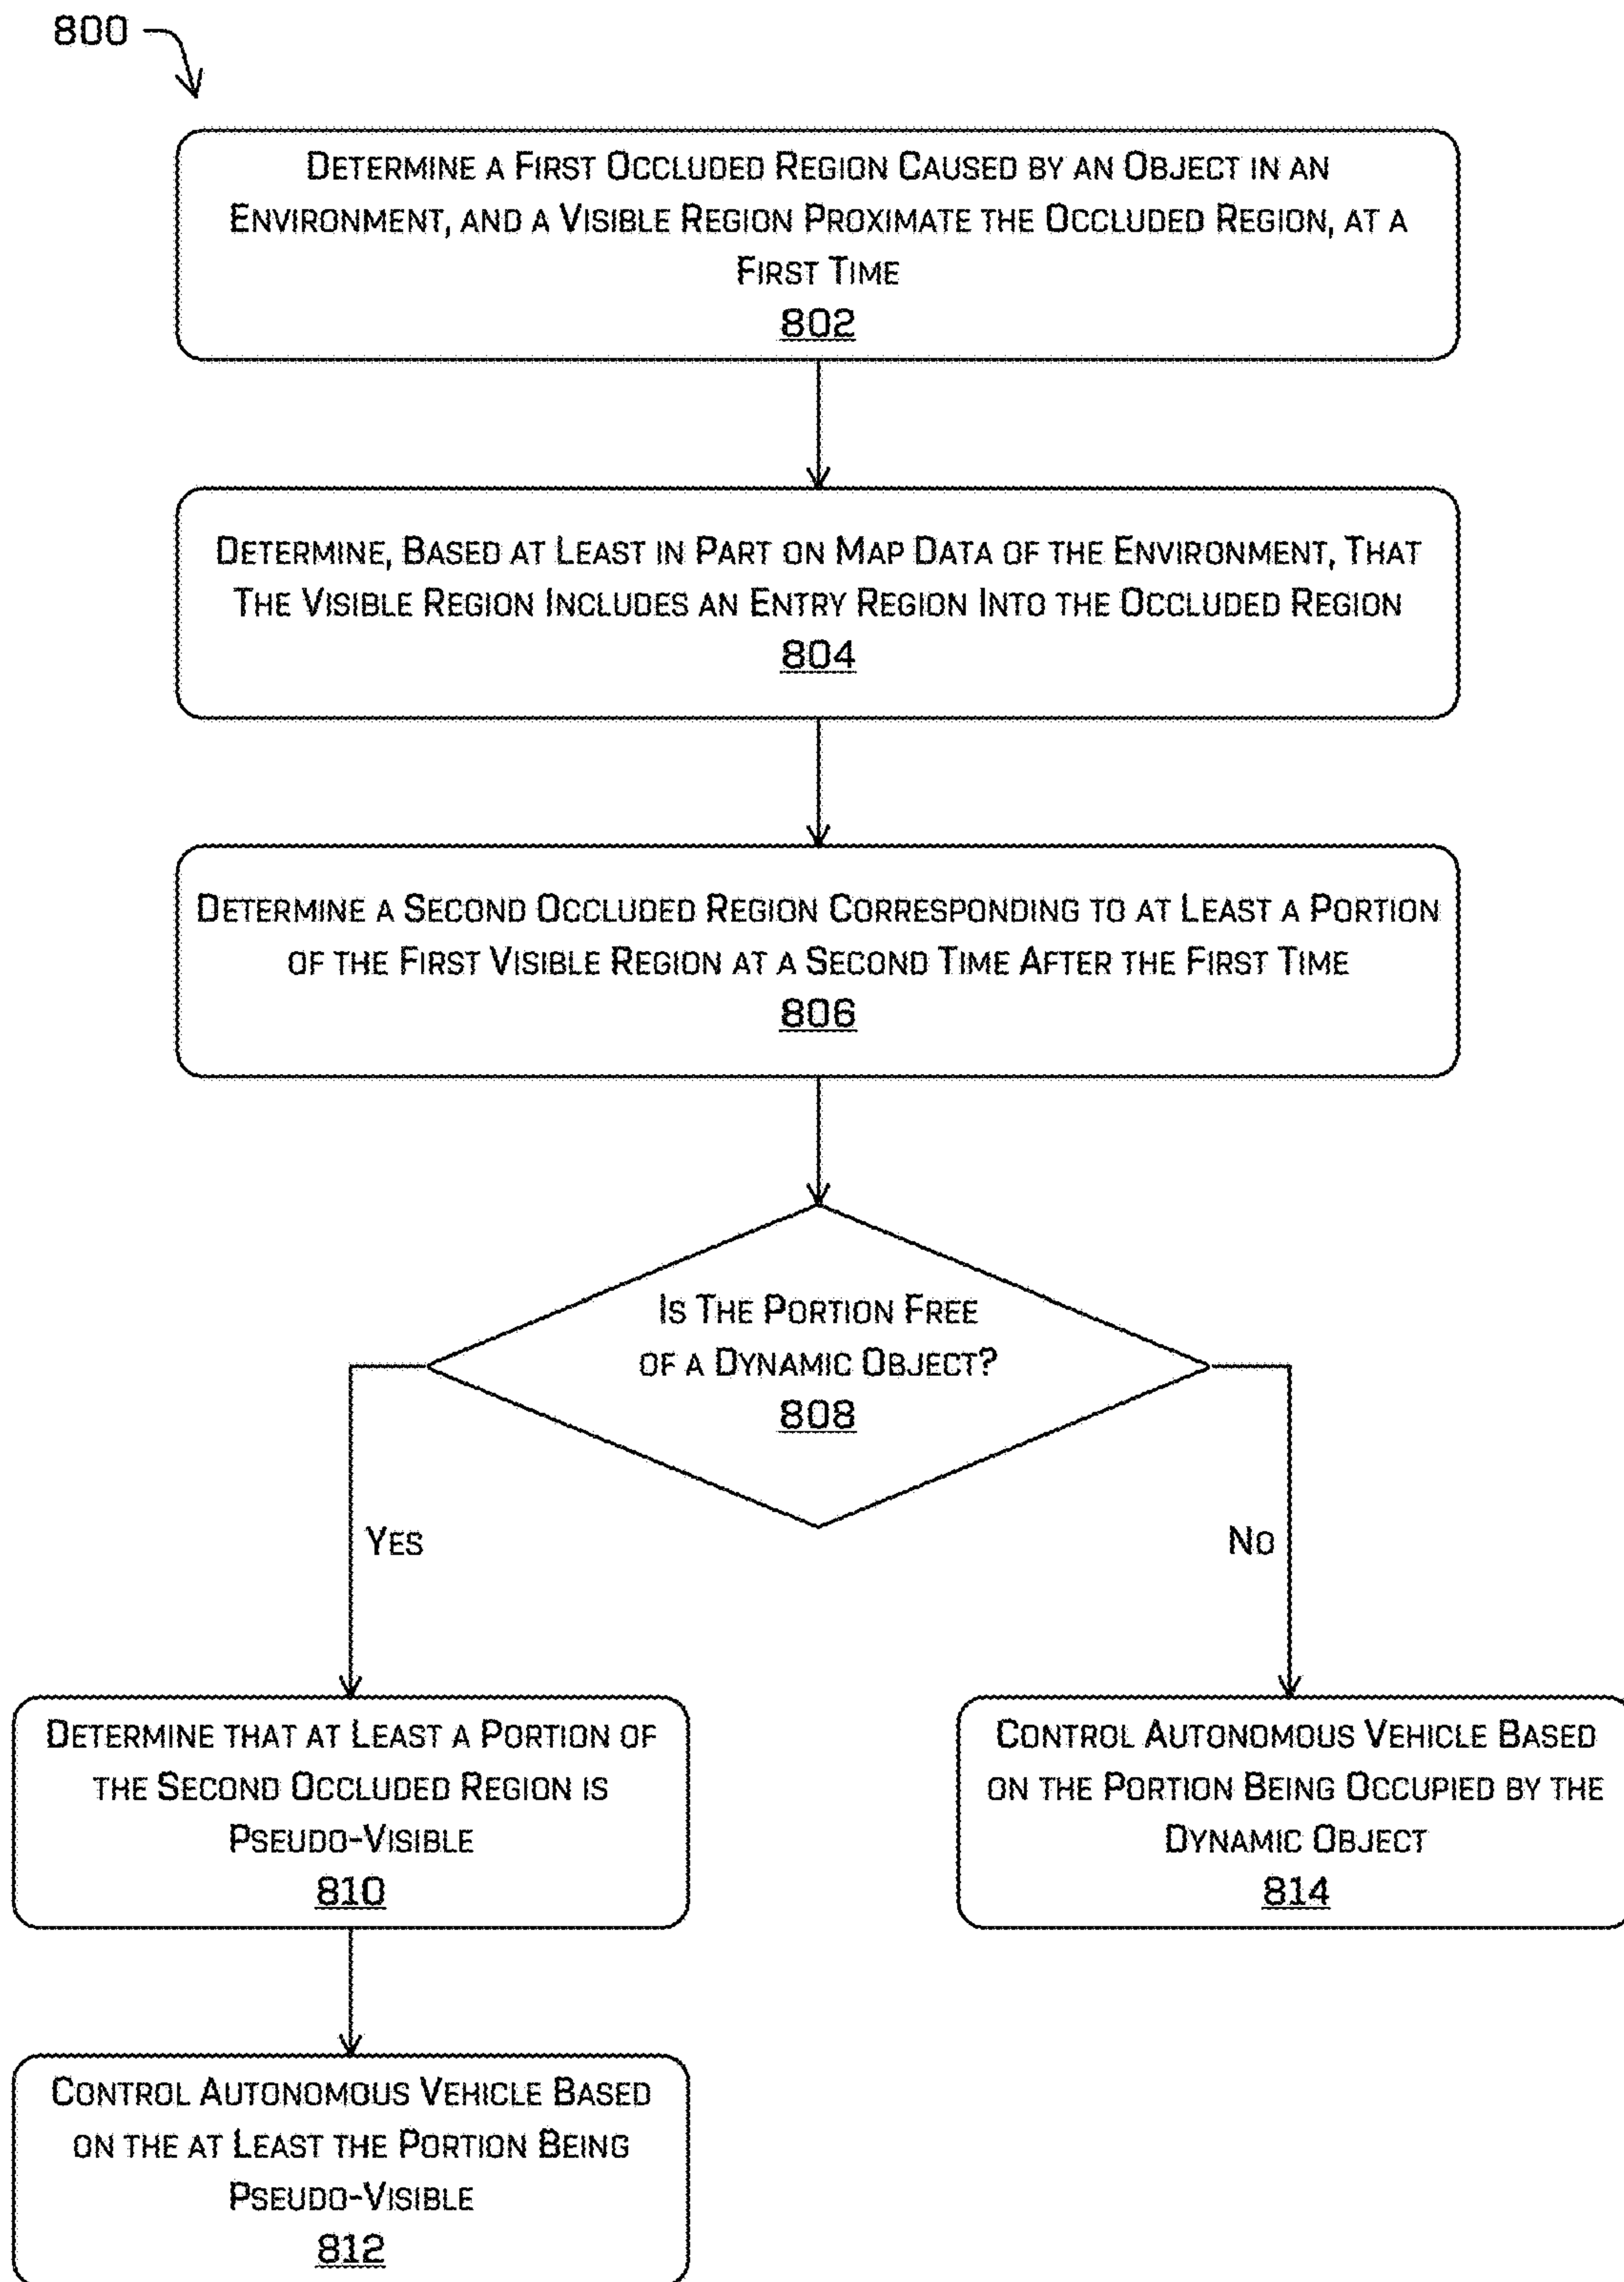 800
Determine a First Occluded Region Caused by an Object in an
Environment, and a Visible Region Proximate the Occluded Region, at a
First Time
802
Determine, Based at Least in Part on Map Data of the Environment, That
The Visible Region Includes an Entry Region Into the Occluded Region
804
Determine a Second Occluded Region Corresponding to at Least a Portion
of the First Visible Region at a Second Time After the First Time
806
Is The Portion Free
of a Dynamic Object?
808
Yes
No
Determine that at Least a Portion of
the Second Occluded Region is
Pseudo-Visible
810
Control Autonomous Vehicle Based
on the Portion Being Occupied by the
Dynamic Object
814
Control Autonomous Vehicle Based
on the at Least the Portion Being
Pseudo-Visible
812